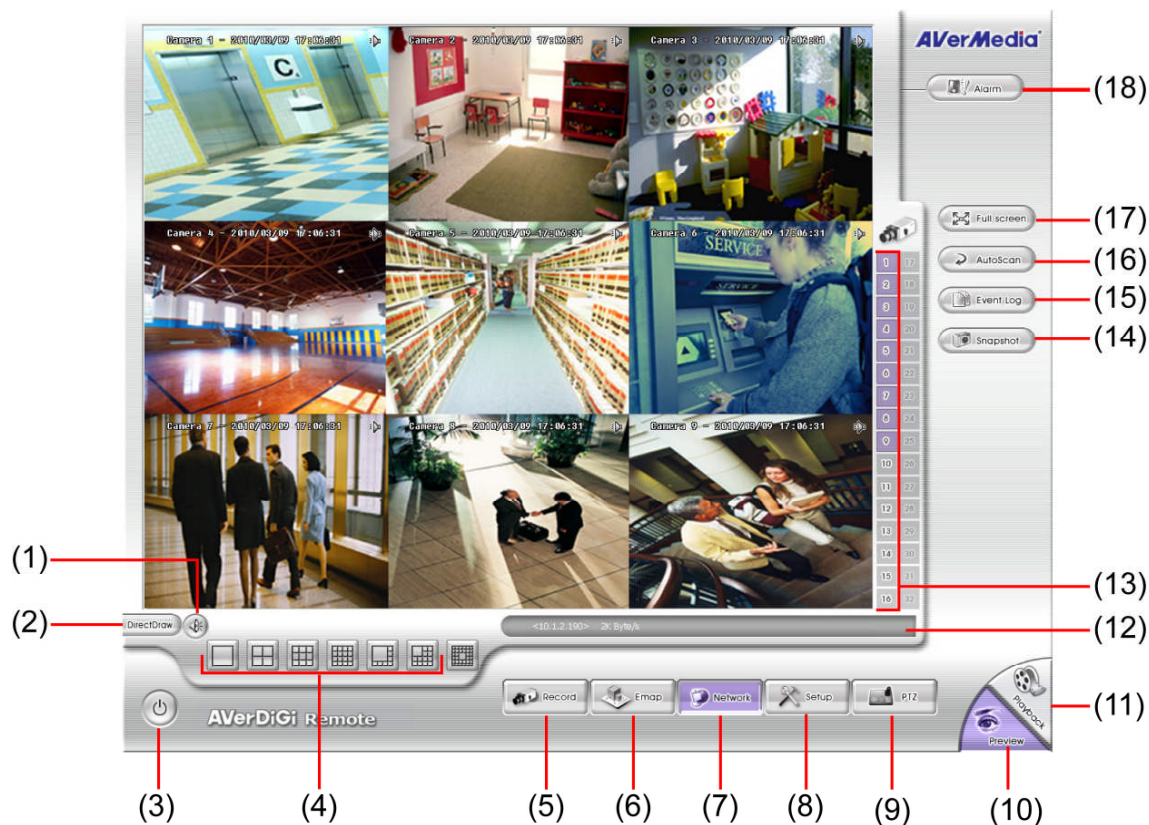 Camera 1 - 2010/03/09 17:06:31
Camera 2 - 2010/03/09 17:06:31
Camera 3 - 2010/03/09 17:06:31
AVerMedia
C
(18)
Alarm
Camera 4 - 2010/03/09 17:06:31
Camera 5 - 2010/03/09 17:06:31
Camera 6 - 2010/03/09 17:06:31
SERVICE
SERVICE
Full screen
(17)
AutoScan
(16)
Event Log
(15)
Snapshot
(14)
1 17
2 18
3 19
4 20
5 21
6 22
7 23
8 24
9 25
10 26
11 27
12 28
13 29
14 30
15 31
16 32
Camera 7 - 2010/03/09 17:06:31
Camera 8 - 2010/03/09 17:06:31
Camera 9 - 2010/03/09 17:06:31
(13)
(1)
(2)
DirectDraw
<10.1.2.190> 2K Byte/s
(12)
Record
Emap
Network
Setup
PTZ
Playback
(11)
AVerDiGi Remote
Preview
(3)
(4)
(5)
(6)
(7)
(8)
(9)
(10)